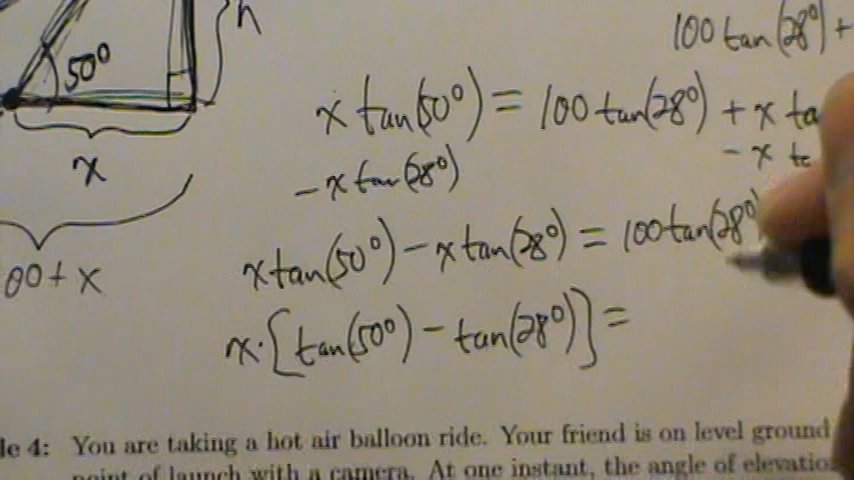 h
100 tan(28°) +
50°
x tan(50°) = 100 tan(28°) + x ta
x
- x tan(28°) - x
00 + x
x tan(50°) - x tan(28°) = 100 tan(28°)
x · [tan(50°) - tan(28°)] =
le 4: You are taking a hot air balloon ride. Your friend is on level ground
point of launch with a camera. At one instant, the angle of elevatio